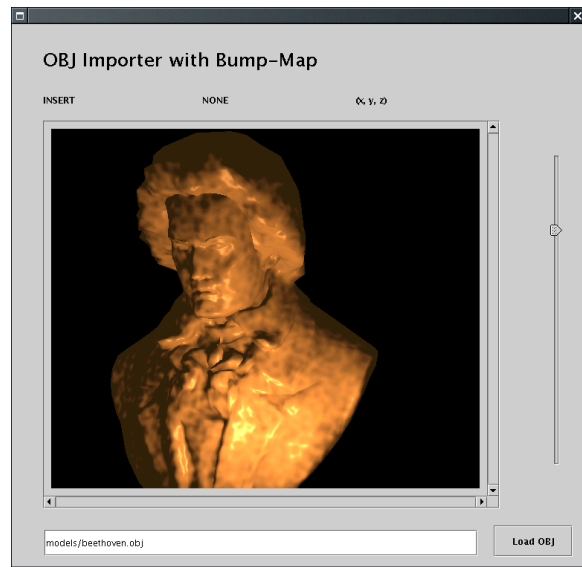 OBJ Importer with Bump-Map
INSERT NONE (x, y, z)
models/beethoven.obj Load OBJ